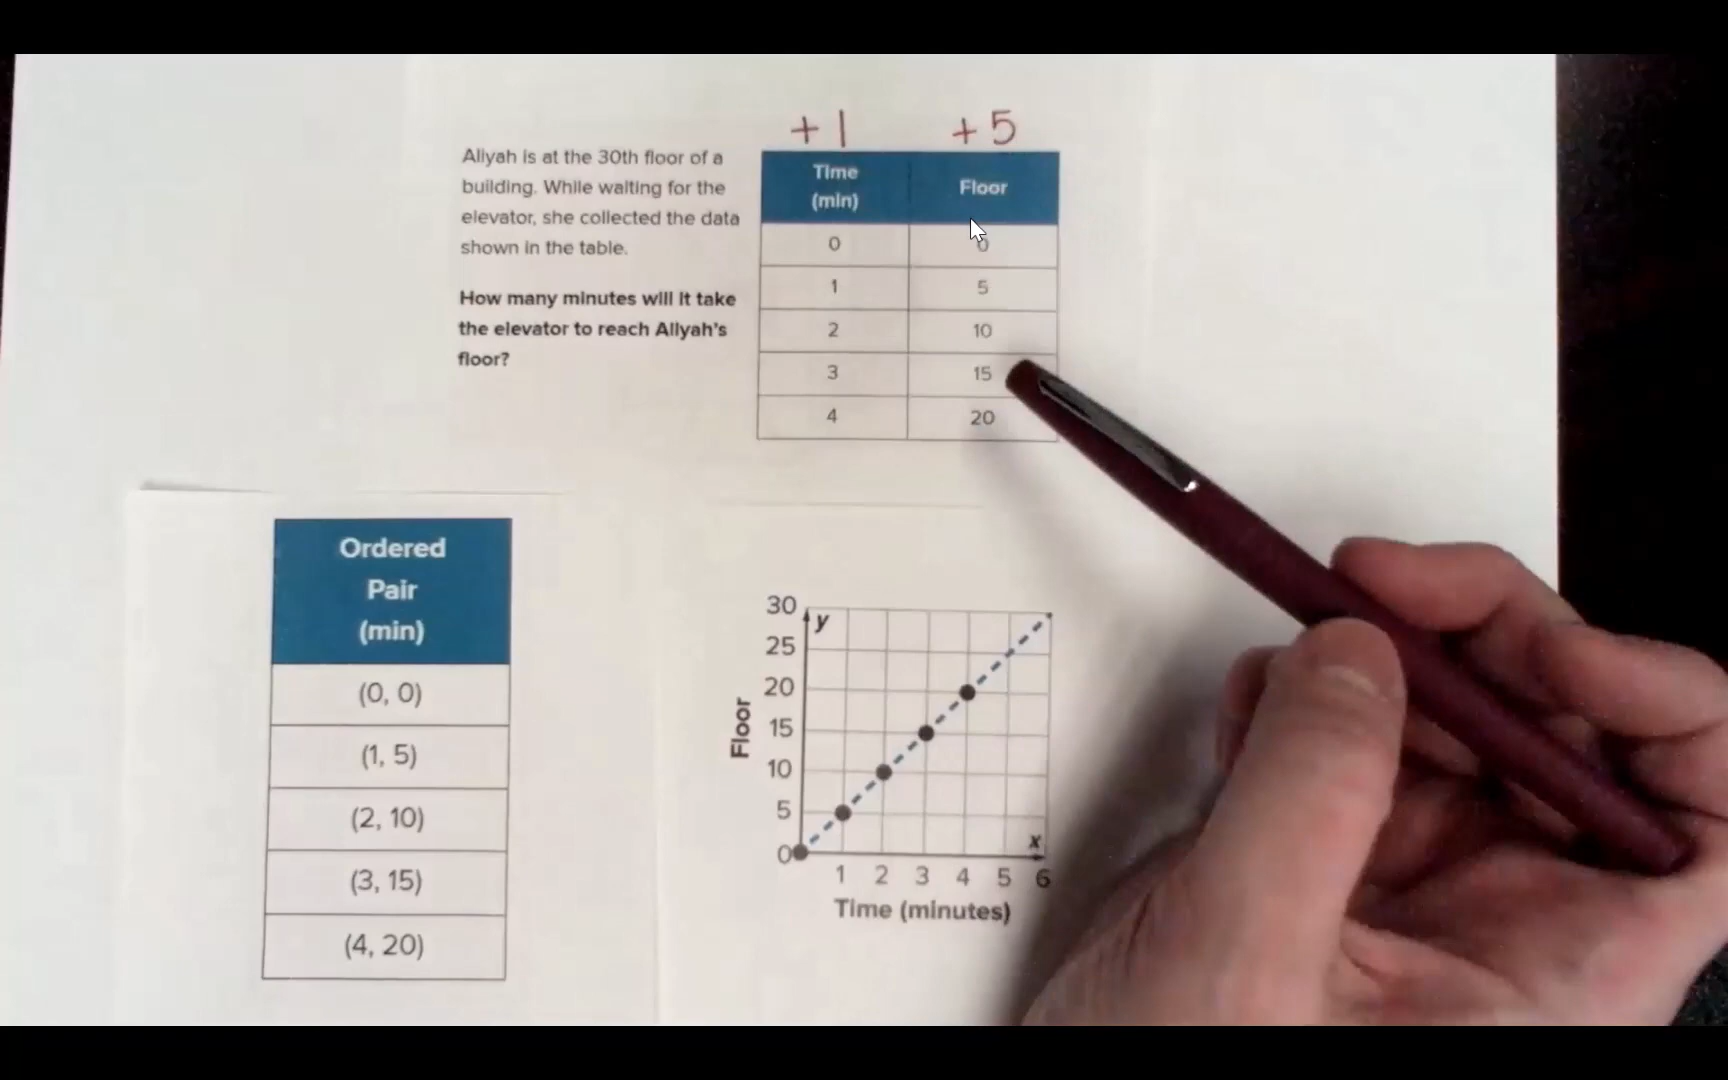 +1 +5
Aliyah is at the 30th floor of a
building. While waiting for the
elevator, she collected the data
shown in the table.
How many minutes will it take
the elevator to reach Aliyah's
floor?
Time
(min)
Floor
0 0
1 5
2 10
3 15
4 20
Ordered
Pair
(min)
(0, 0)
(1, 5)
(2, 10)
(3, 15)
(4, 20)
30
25
20
15
10
5
0
y
x
Floor
1 2 3 4 5 6
Time (minutes)